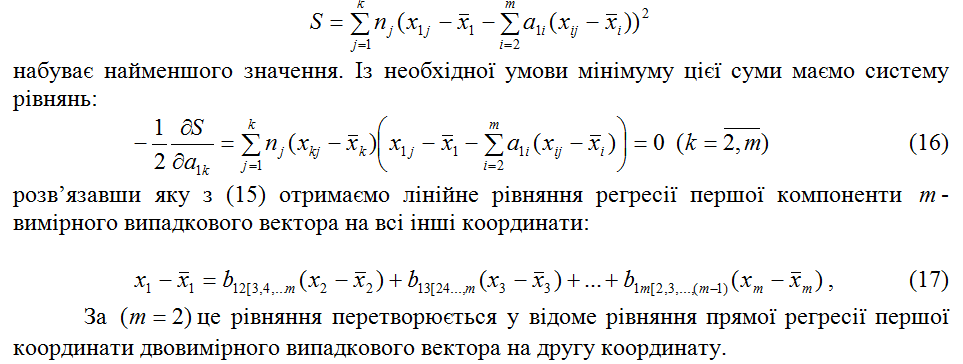 S = \sum_{j=1}^{k} n_j (x_{1j} - \bar{x}_1 - \sum_{i=2}^{m} a_{1i} (x_{ij} - \bar{x}_i))^2
набуває найменшого значення. Із необхідної умови мінімуму цієї суми маємо систему
рівнянь:
-\frac{1}{2} \frac{\partial S}{\partial a_{1k}} = \sum_{j=1}^{k} n_j (x_{kj} - \bar{x}_k) \left( x_{1j} - \bar{x}_1 - \sum_{i=2}^{m} a_{1i} (x_{ij} - \bar{x}_i) \right) = 0 (k = \overline{2, m}) (16)
розв’язавши яку з (15) отримаємо лінійне рівняння регресії першої компоненти m -
вимірного випадкового вектора на всі інші координати:
x_1 - \bar{x}_1 = b_{12[3,4,...m} (x_2 - \bar{x}_2) + b_{13[24...,m} (x_3 - \bar{x}_3) + ... + b_{1m[2,3,...,(m-1)} (x_m - \bar{x}_m) , (17)
За (m = 2) це рівняння перетворюється у відоме рівняння прямої регресії першої
координати двовимірного випадкового вектора на другу координату.